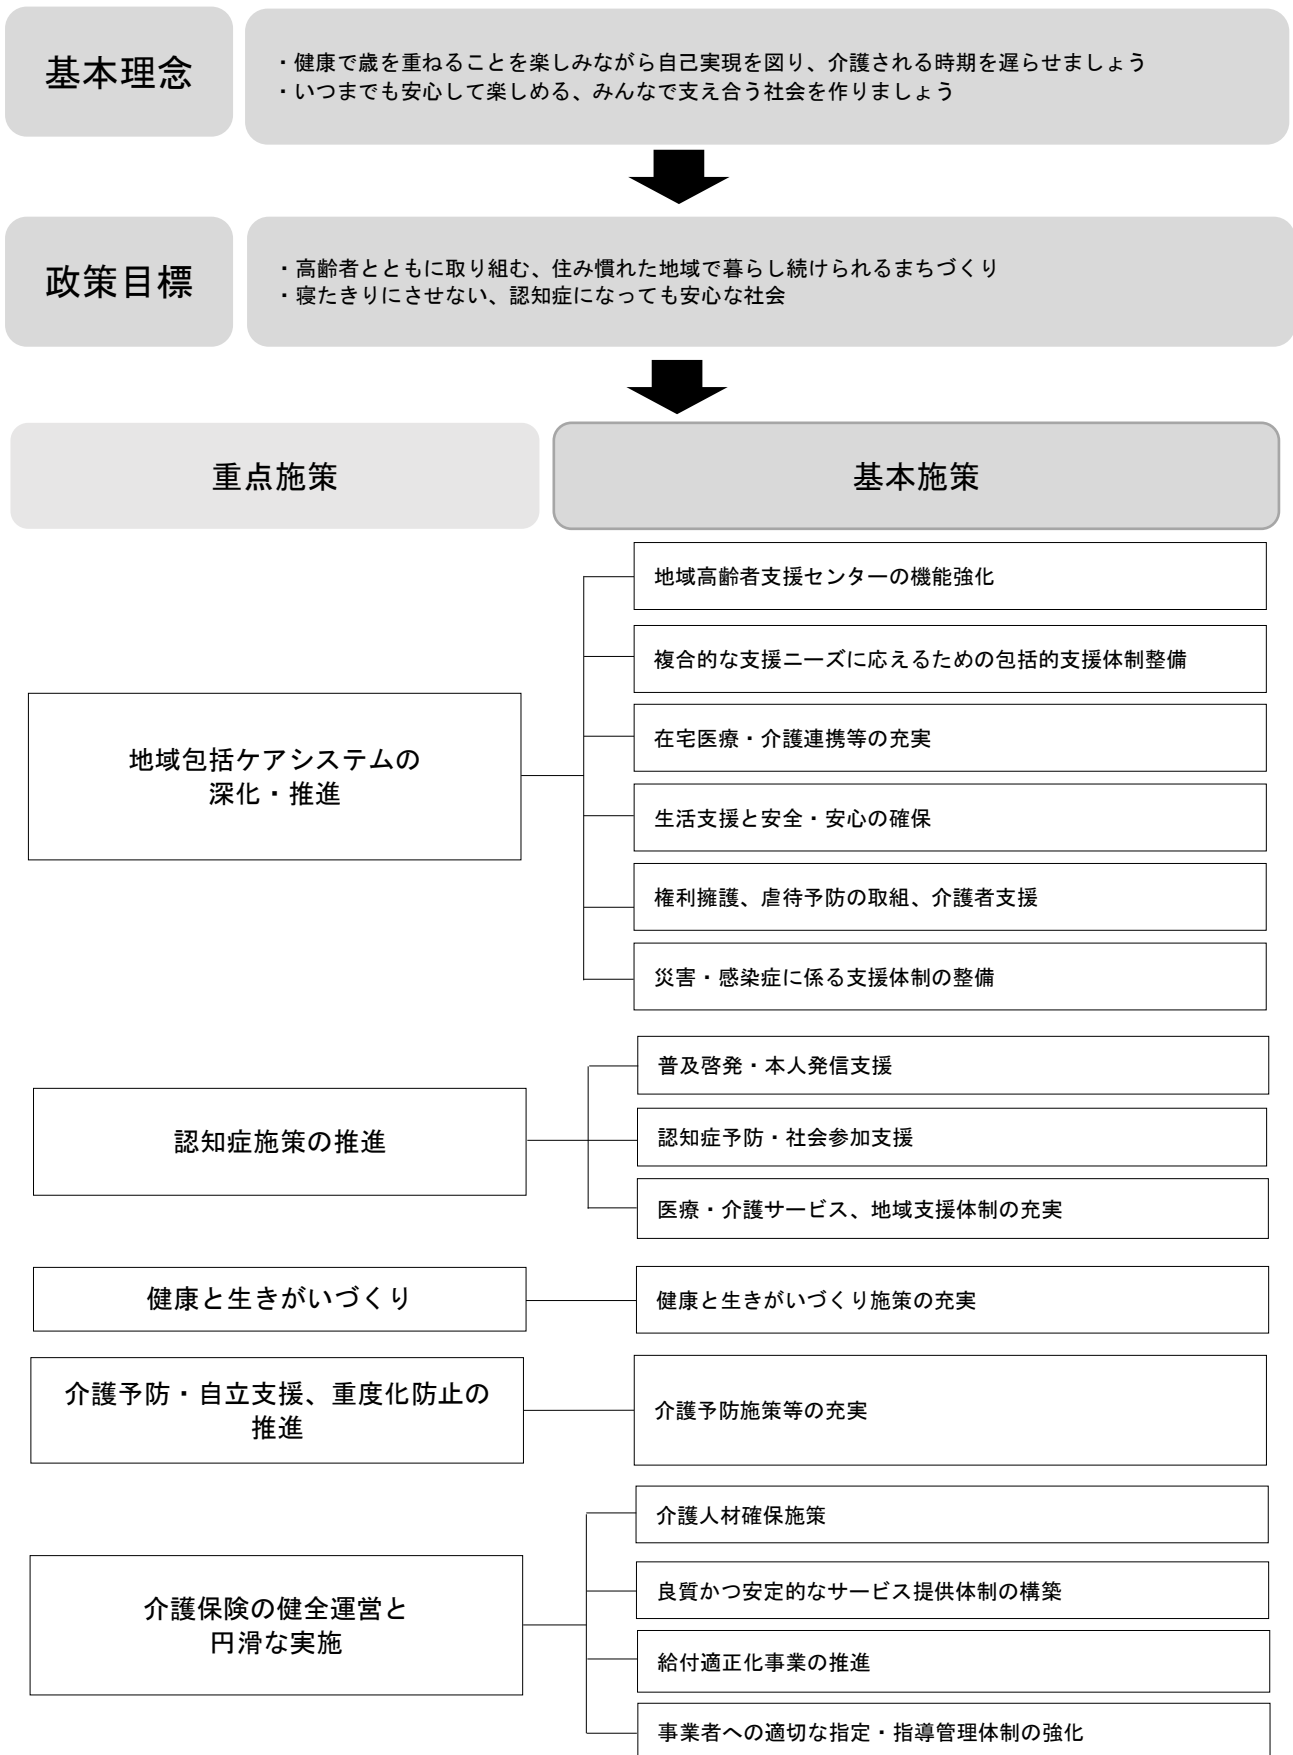 基本理念
・健康で歳を重ねることを楽しみながら自己実現を図り、介護される時期を遅らせましょう
・いつまでも安心して楽しめる、みんなで支え合う社会を作りましょう
政策目標
・高齢者とともに取り組む、住み慣れた地域で暮らし続けられるまちづくり
・寝たきりにさせない、認知症になっても安心な社会
重点施策
基本施策
地域包括ケアシステムの
深化・推進
地域高齢者支援センターの機能強化
複合的な支援ニーズに応えるための包括的支援体制整備
在宅医療・介護連携等の充実
生活支援と安全・安心の確保
権利擁護、虐待予防の取組、介護者支援
災害・感染症に係る支援体制の整備
認知症施策の推進
普及啓発・本人発信支援
認知症予防・社会参加支援
医療・介護サービス、地域支援体制の充実
健康と生きがいづくり
健康と生きがいづくり施策の充実
介護予防・自立支援、重度化防止の
推進
介護予防施策等の充実
介護保険の健全運営と
円滑な実施
介護人材確保施策
良質かつ安定的なサービス提供体制の構築
給付適正化事業の推進
事業者への適切な指定・指導管理体制の強化